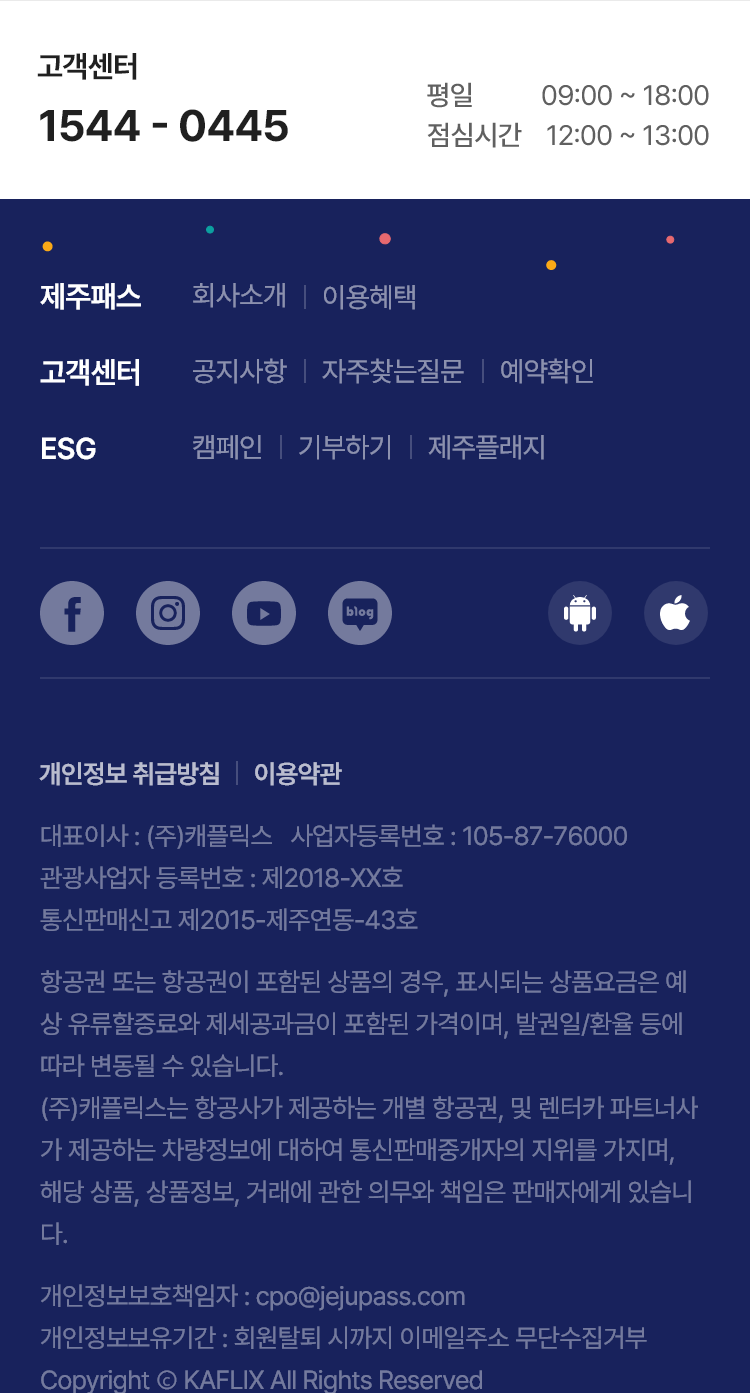 고객센터
1544 - 0445
평일 09:00 ~ 18:00
점심시간 12:00 ~ 13:00
제주패스 회사소개 이용혜택
고객센터 공지사항 자주찾는질문 예약확인
ESG 캠페인 기부하기 제주플래지
blog
개인정보 취급방침 이용약관
대표이사 : (주)캐플릭스 사업자등록번호 : 105-87-76000
관광사업자 등록번호 : 제2018-XX호
통신판매신고 제2015-제주연동-43호
항공권 또는 항공권이 포함된 상품의 경우, 표시되는 상품요금은 예
상 유류할증료와 제세공과금이 포함된 가격이며, 발권일/환율 등에
따라 변동될 수 있습니다.
(주)캐플릭스는 항공사가 제공하는 개별 항공권, 및 렌터카 파트너사
가 제공하는 차량정보에 대하여 통신판매중개자의 지위를 가지며,
해당 상품, 상품정보, 거래에 관한 의무와 책임은 판매자에게 있습니
다.
개인정보보호책임자 : cpo@jejupass.com
개인정보보유기간 : 회원탈퇴 시까지 이메일주소 무단수집거부
Copyright © KAFLIX All Rights Reserved